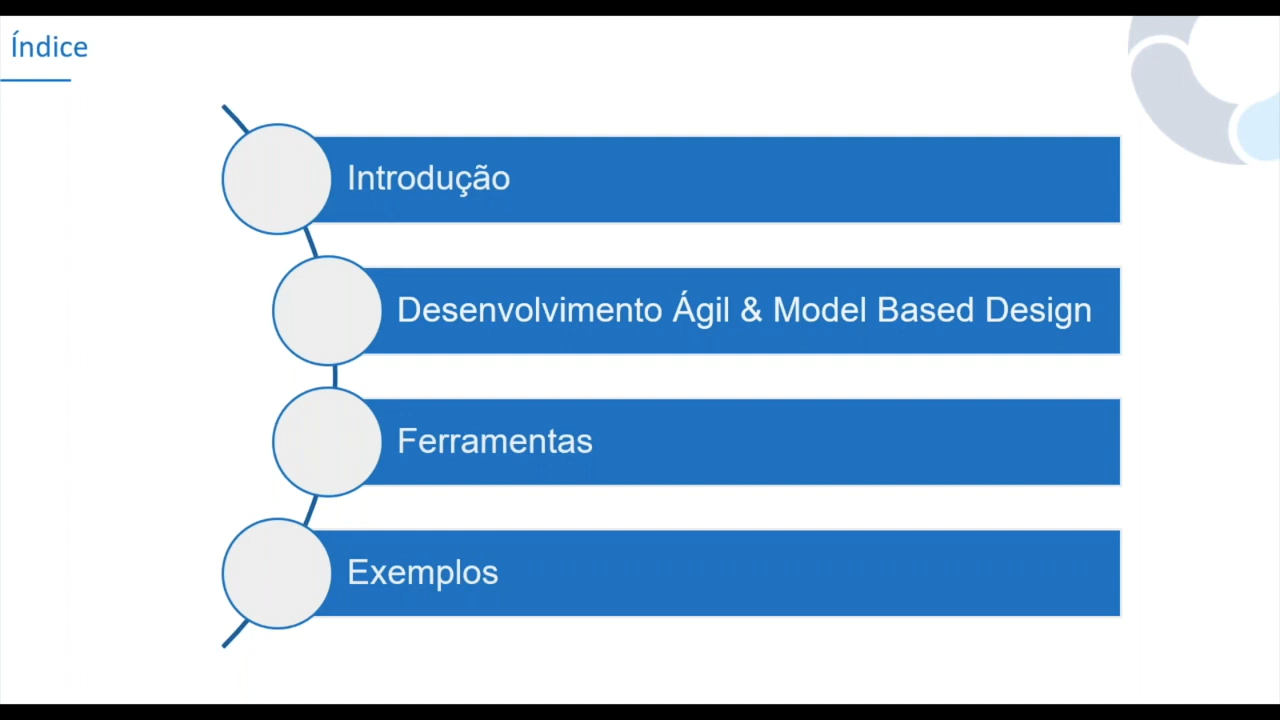 Índice
Introdução
Desenvolvimento Ágil & Model Based Design
Ferramentas
Exemplos